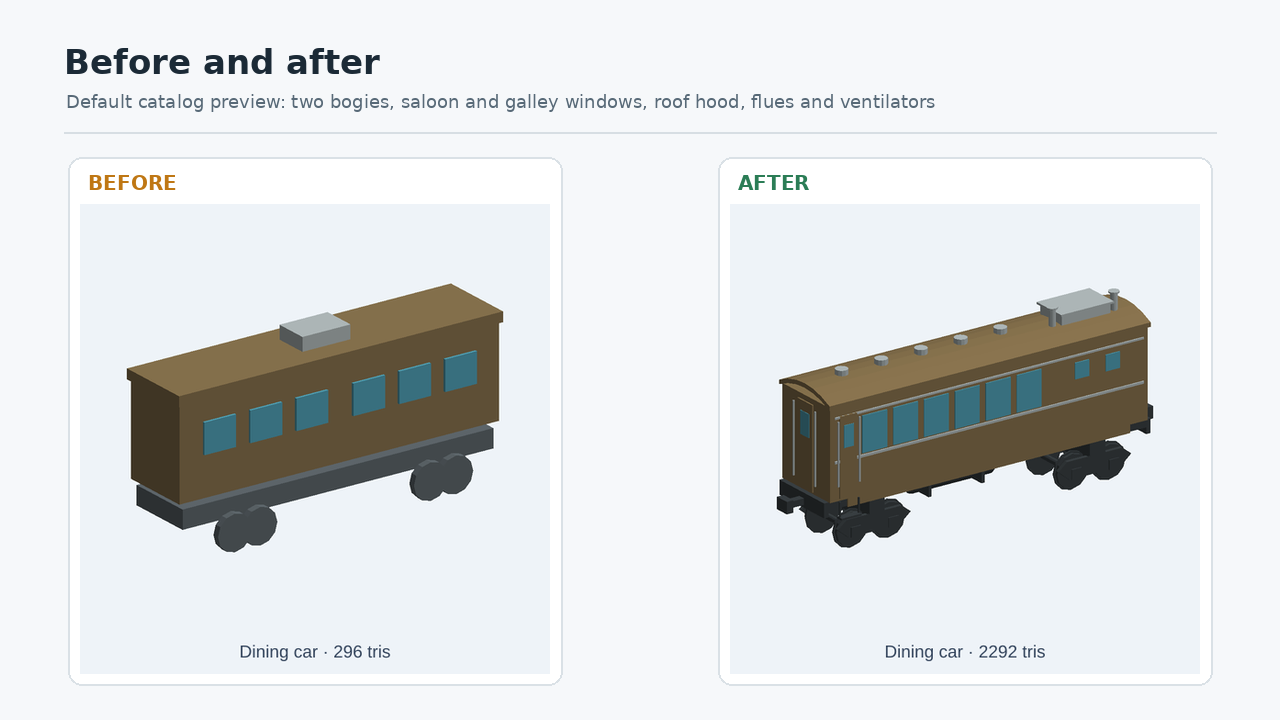 Before and after
Default catalog preview: two bogies, saloon and galley windows, roof hood, flues and ventilators
BEFORE
AFTER
Dining car · 296 tris
Dining car · 2292 tris